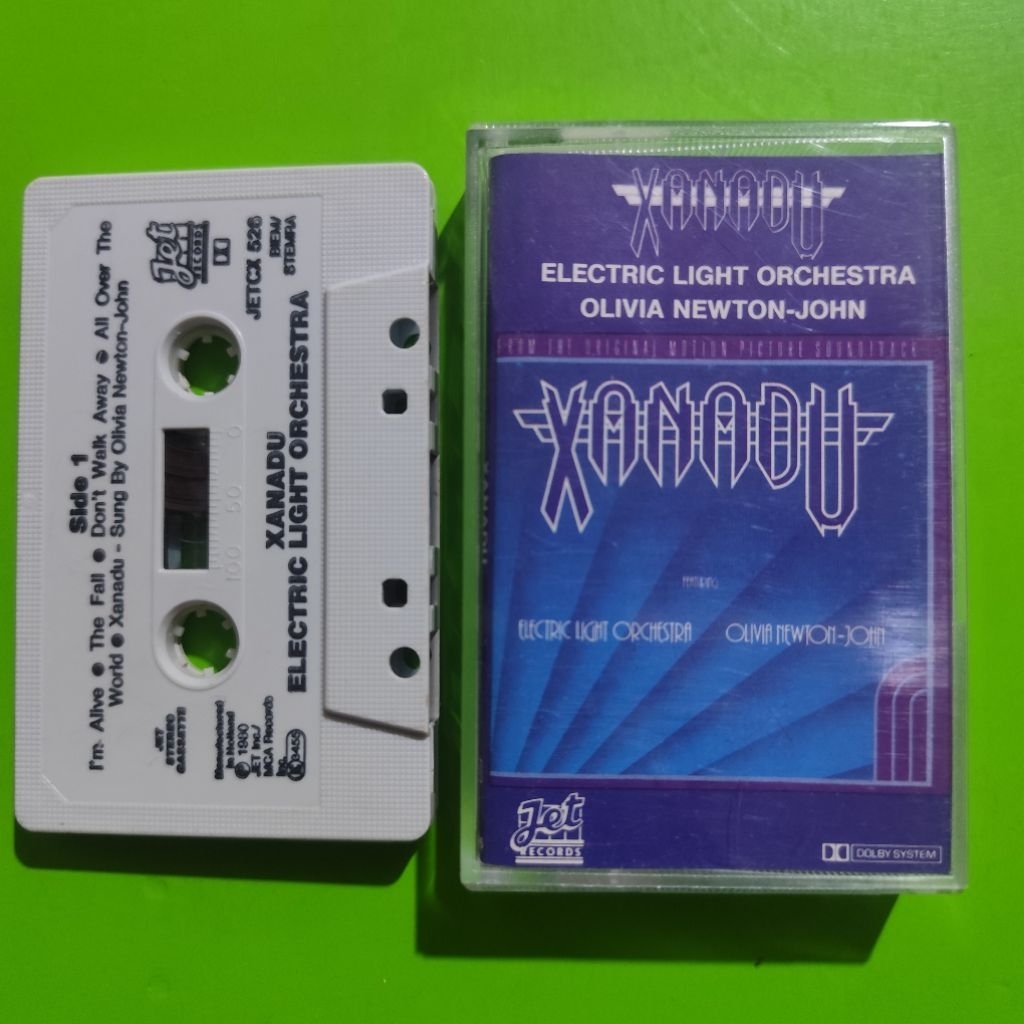 Side 1
I'm Alive ● The Fall ● Don't Walk Away ● All Over The
World ● Xanadu - Sung By Olivia Newton-John
JET
STEREO
CASSETTE
Jet
RECORDS
100 50 0
Manufactured
in Holland
℗ 1980
JET Inc./
MCA Records
Inc.
JETCX 526
BIEM/
STEMRA
XANADU
ELECTRIC LIGHT ORCHESTRA
XANADU
ELECTRIC LIGHT ORCHESTRA
OLIVIA NEWTON-JOHN
FROM THE ORIGINAL MOTION PICTURE SOUNDTRACK
XANADU
FEATURING
ELECTRIC LIGHT ORCHESTRA OLIVIA NEWTON-JOHN
Jet
RECORDS
DOLBY SYSTEM